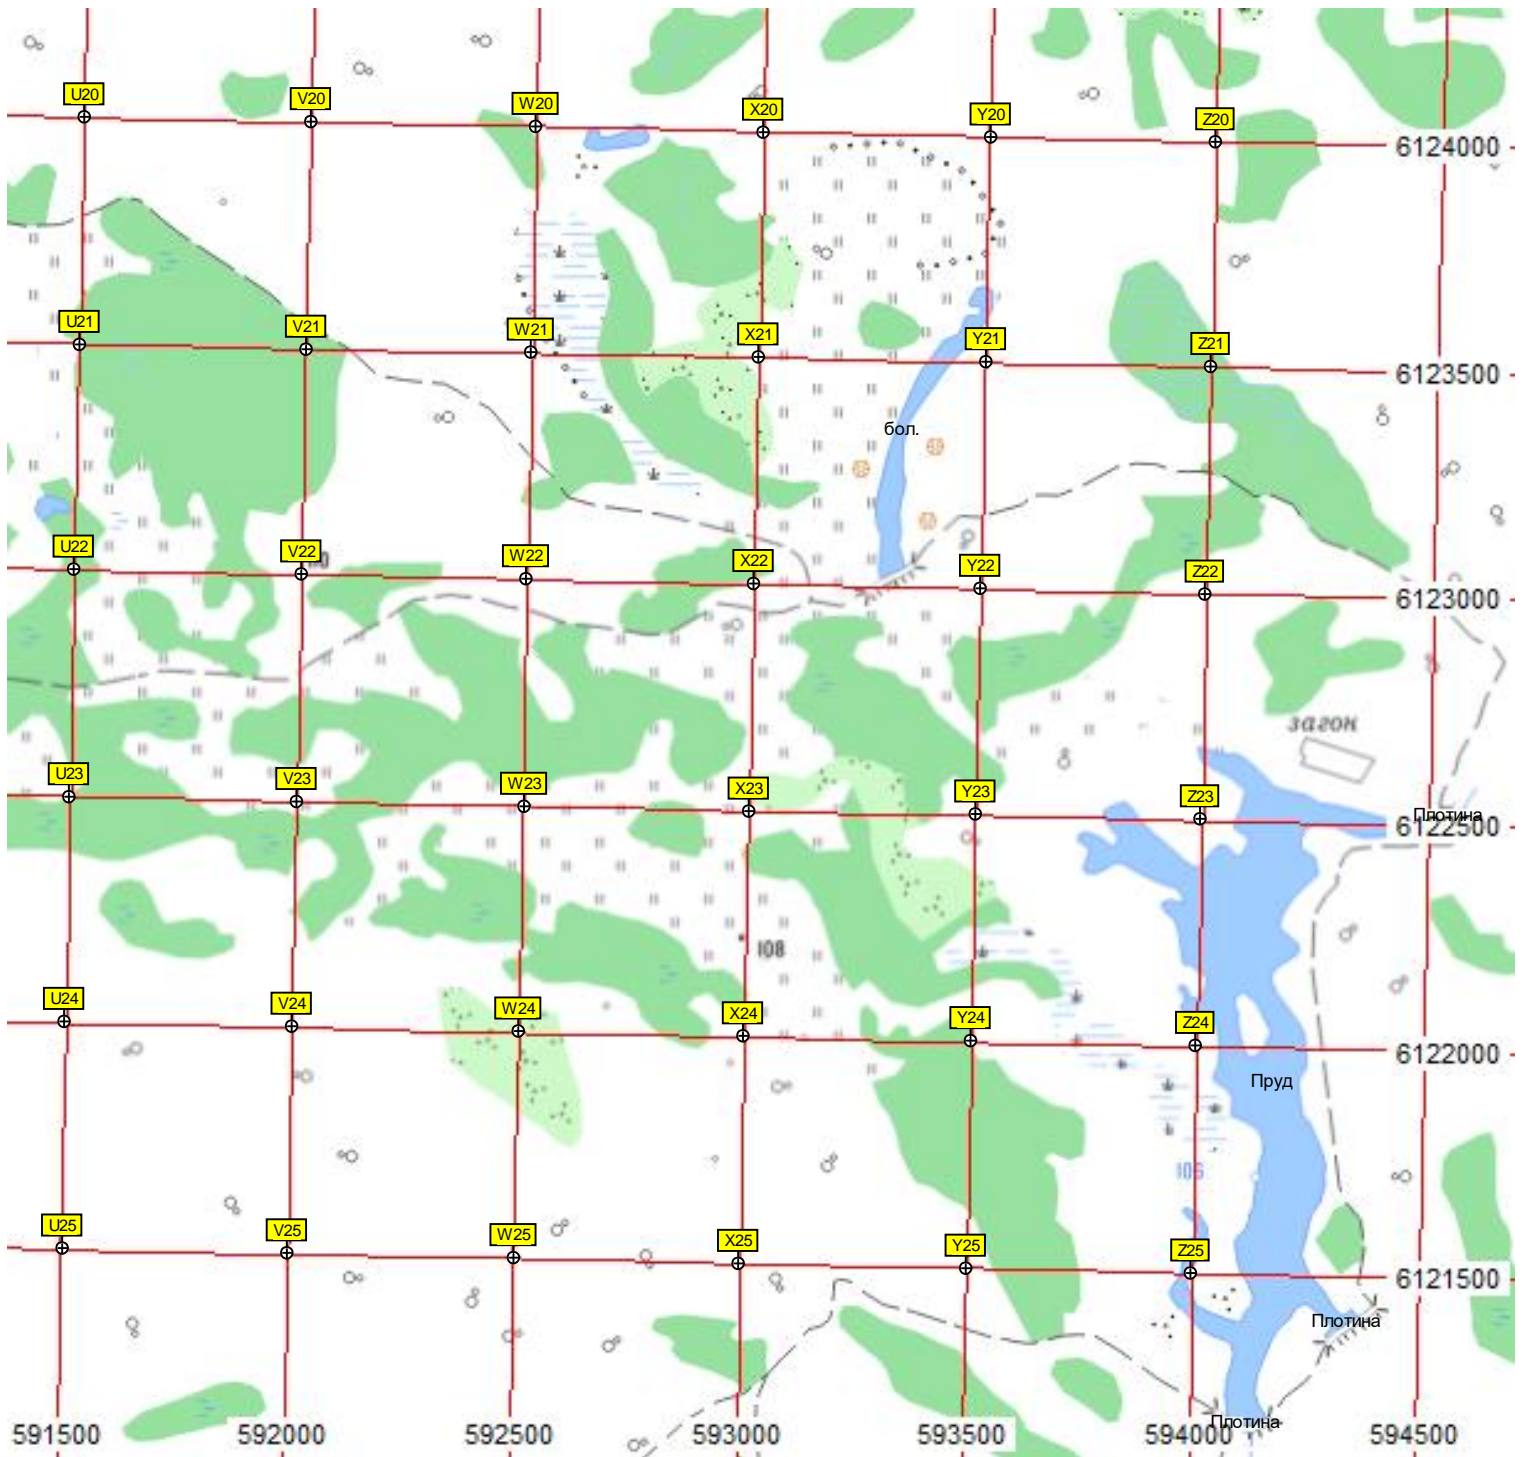 U20 V20 W20 X20 Y20 Z20
6124000
U21 V21 W21 X21 Y21 Z21
6123500
бол.
U22 V22 W22 X22 Y22 Z22
6123000
загон
U23 V23 W23 X23 Y23 Z23
Плотина
6122500
108
U24 V24 W24 X24 Y24 Z24
6122000
Пруд
106
U25 V25 W25 X25 Y25 Z25
6121500
Плотина
Плотина
591500 592000 592500 593000 593500 594000 594500